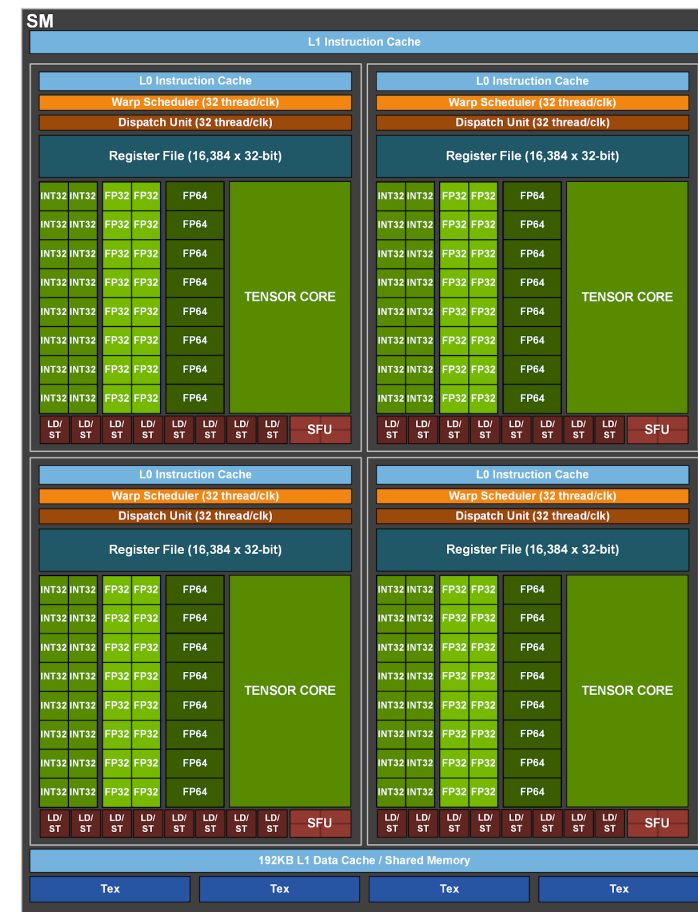 SM
L1 Instruction Cache
L0 Instruction Cache
Warp Scheduler (32 thread/clk)
Dispatch Unit (32 thread/clk)
Register File (16,384 x 32-bit)
INT32 INT32 FP32 FP32 FP64
INT32 INT32 FP32 FP32 FP64
INT32 INT32 FP32 FP32 FP64
INT32 INT32 FP32 FP32 FP64
TENSOR CORE
INT32 INT32 FP32 FP32 FP64
INT32 INT32 FP32 FP32 FP64
INT32 INT32 FP32 FP32 FP64
INT32 INT32 FP32 FP32 FP64
LD/ LD/ LD/ LD/ LD/ LD/ LD/ LD/ SFU
ST ST ST ST ST ST ST ST
L0 Instruction Cache
Warp Scheduler (32 thread/clk)
Dispatch Unit (32 thread/clk)
Register File (16,384 x 32-bit)
INT32 INT32 FP32 FP32 FP64
INT32 INT32 FP32 FP32 FP64
INT32 INT32 FP32 FP32 FP64
INT32 INT32 FP32 FP32 FP64
TENSOR CORE
INT32 INT32 FP32 FP32 FP64
INT32 INT32 FP32 FP32 FP64
INT32 INT32 FP32 FP32 FP64
INT32 INT32 FP32 FP32 FP64
LD/ LD/ LD/ LD/ LD/ LD/ LD/ LD/ SFU
ST ST ST ST ST ST ST ST
L0 Instruction Cache
Warp Scheduler (32 thread/clk)
Dispatch Unit (32 thread/clk)
Register File (16,384 x 32-bit)
INT32 INT32 FP32 FP32 FP64
INT32 INT32 FP32 FP32 FP64
INT32 INT32 FP32 FP32 FP64
INT32 INT32 FP32 FP32 FP64
TENSOR CORE
INT32 INT32 FP32 FP32 FP64
INT32 INT32 FP32 FP32 FP64
INT32 INT32 FP32 FP32 FP64
INT32 INT32 FP32 FP32 FP64
LD/ LD/ LD/ LD/ LD/ LD/ LD/ LD/ SFU
ST ST ST ST ST ST ST ST
L0 Instruction Cache
Warp Scheduler (32 thread/clk)
Dispatch Unit (32 thread/clk)
Register File (16,384 x 32-bit)
INT32 INT32 FP32 FP32 FP64
INT32 INT32 FP32 FP32 FP64
INT32 INT32 FP32 FP32 FP64
INT32 INT32 FP32 FP32 FP64
TENSOR CORE
INT32 INT32 FP32 FP32 FP64
INT32 INT32 FP32 FP32 FP64
INT32 INT32 FP32 FP32 FP64
INT32 INT32 FP32 FP32 FP64
LD/ LD/ LD/ LD/ LD/ LD/ LD/ LD/ SFU
ST ST ST ST ST ST ST ST
192KB L1 Data Cache / Shared Memory
Tex Tex Tex Tex